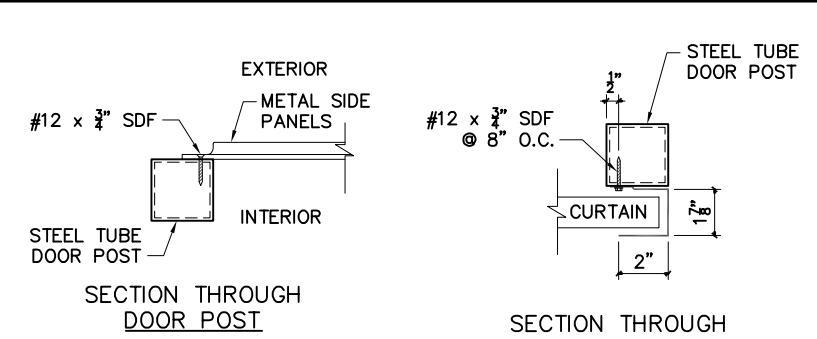 EXTERIOR
METAL SIDE
PANELS
#12 x 3/4" SDF
INTERIOR
STEEL TUBE
DOOR POST
SECTION THROUGH
DOOR POST
STEEL TUBE
DOOR POST
1/2"
#12 x 3/4" SDF
@ 8" O.C.
CURTAIN
1 7/8"
2"
SECTION THROUGH